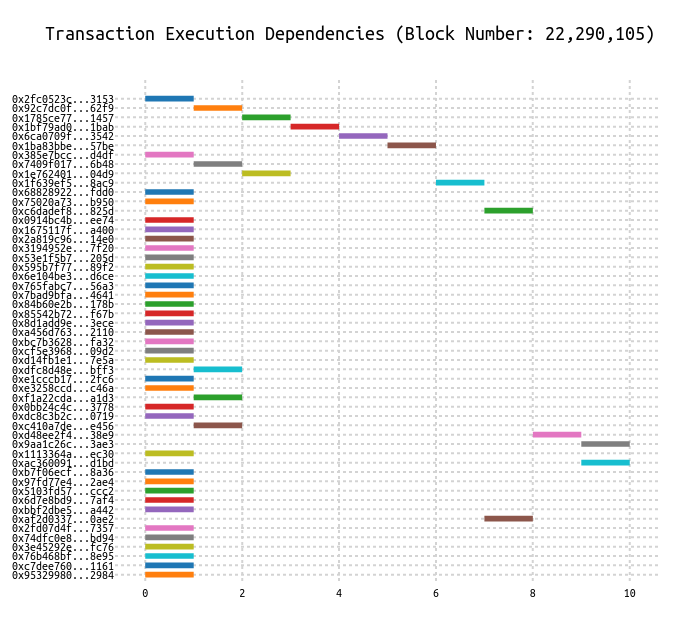 Transaction Execution Dependencies (Block Number: 22,290,105)
0x2fc0523c...3153
0x92c7dc0f...62f9
0x1785ce77...1457
0x1bf79ad0...1bab
0x6ca0709f...3542
0x1ba83bbe...57be
0x385e7bcc...d4df
0x7409f017...6b48
0x1e762401...04d9
0x1f639ef5...8ac9
0x68828922...fdd0
0x75020a73...b950
0xc6dadef8...825d
0x0914bc4b...ee74
0x1675117f...a400
0x2a819c96...14e0
0x3194952e...7f20
0x53e1f5b7...205d
0x595b7f77...89f2
0x6e104be3...d6ce
0x765fabc7...56a3
0x7bad9bfa...4641
0x84b60e2b...178b
0x85542b72...f67b
0x8d1add9e...3ece
0xa456d763...2110
0xbc7b3628...fa32
0xcf5e3968...09d2
0xd14fb1e1...7e5a
0xdfc8d48e...bff3
0xe1cccb17...2fc6
0xe3258ccd...c46a
0xf1a22cda...a1d3
0x0bb24c4c...3778
0xdc8c3b2c...0719
0xc410a7de...e456
0xd48ee2f4...38e9
0x9aa1c26c...3ae3
0x1113364a...ec30
0xac360091...d1bd
0xb7f06ecf...8a36
0x97fd77e4...2ae4
0x5103fd57...ccc2
0x6d7e8bd9...7af4
0xbbf2dbe5...a442
0xaf2d0337...0ae2
0x2fd07d4f...7357
0x74dfc0e8...bd94
0x3e45292e...fc76
0x76b468bf...8e95
0xc7dee760...1161
0x95329980...2984
0 2 4 6 8 10